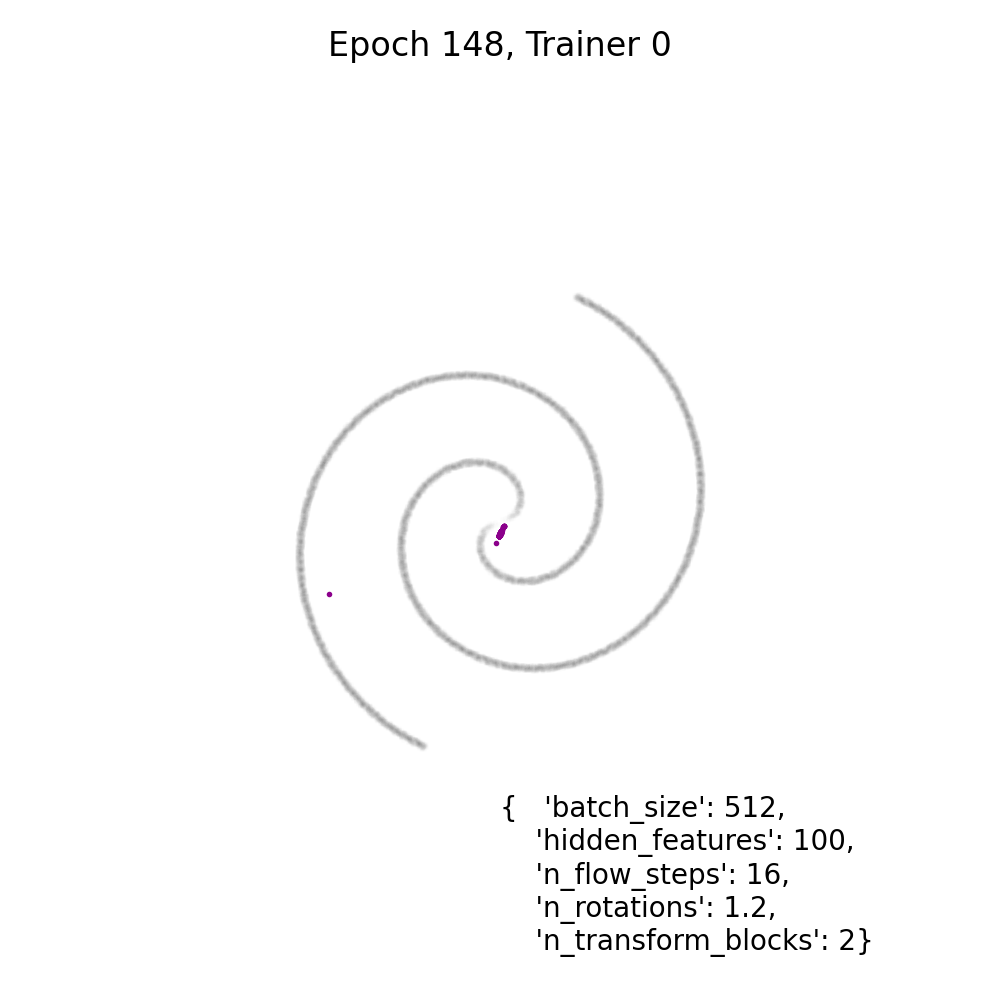 Epoch 148, Trainer 0
{   'batch_size': 512,
'hidden_features': 100,
'n_flow_steps': 16,
'n_rotations': 1.2,
'n_transform_blocks': 2}